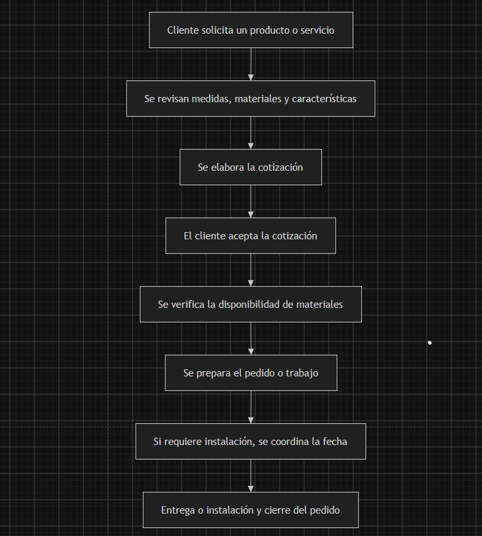 Cliente solicita un producto o servicio
Se revisan medidas, materiales y características
Se elabora la cotización
El cliente acepta la cotización
Se verifica la disponibilidad de materiales
Se prepara el pedido o trabajo
Si requiere instalación, se coordina la fecha
Entrega o instalación y cierre del pedido